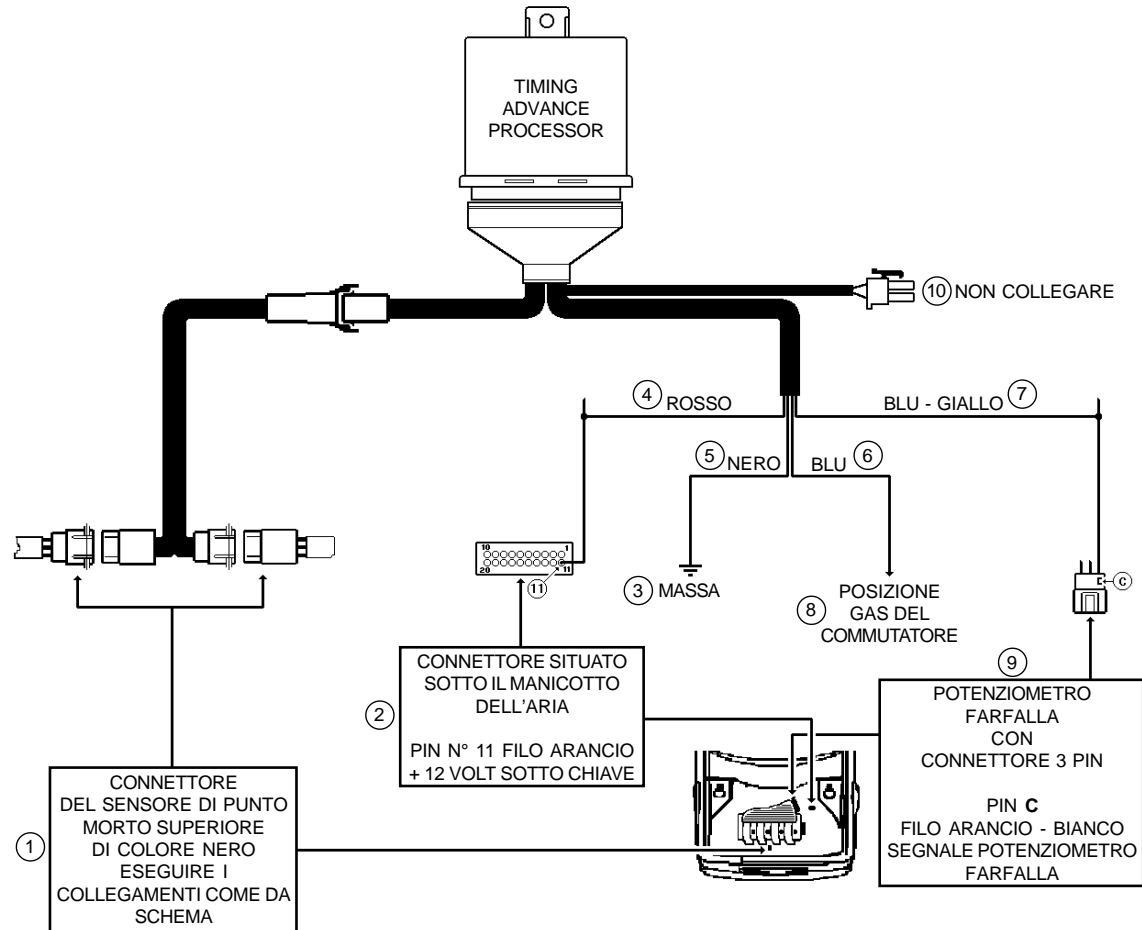 TIMING
ADVANCE
PROCESSOR
10 NON COLLEGARE
4 ROSSO
BLU - GIALLO 7
5 NERO
BLU 6
10 1
20 11
11
C
3 MASSA
8 POSIZIONE
GAS DEL
COMMUTATORE
2
CONNETTORE SITUATO
SOTTO IL MANICOTTO
DELL'ARIA
PIN N° 11 FILO ARANCIO
+ 12 VOLT SOTTO CHIAVE
9
POTENZIOMETRO
FARFALLA
CON
CONNETTORE 3 PIN
PIN C
FILO ARANCIO - BIANCO
SEGNALE POTENZIOMETRO
FARFALLA
1
CONNETTORE
DEL SENSORE DI PUNTO
MORTO SUPERIORE
DI COLORE NERO
ESEGUIRE I
COLLEGAMENTI COME DA
SCHEMA